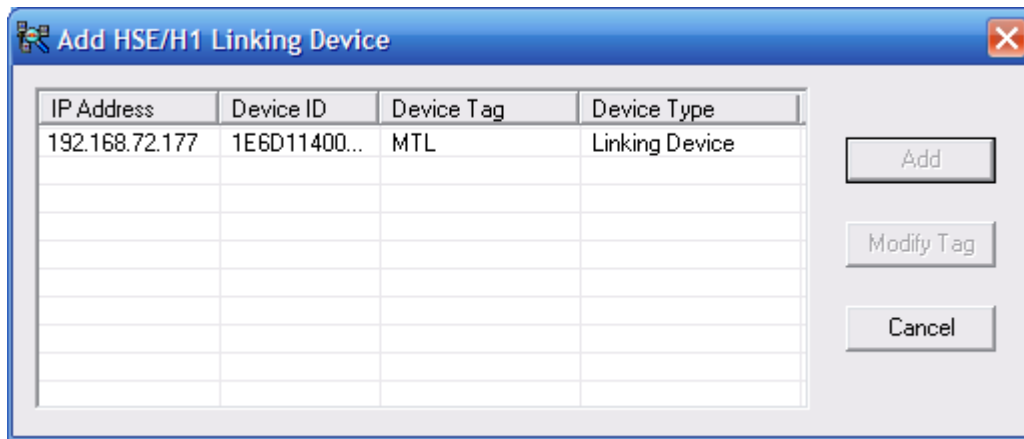 Add HSE/H1 Linking Device
IP Address Device ID Device Tag Device Type
192.168.72.177 1E6D11400... MTL Linking Device
Add
Modify Tag
Cancel